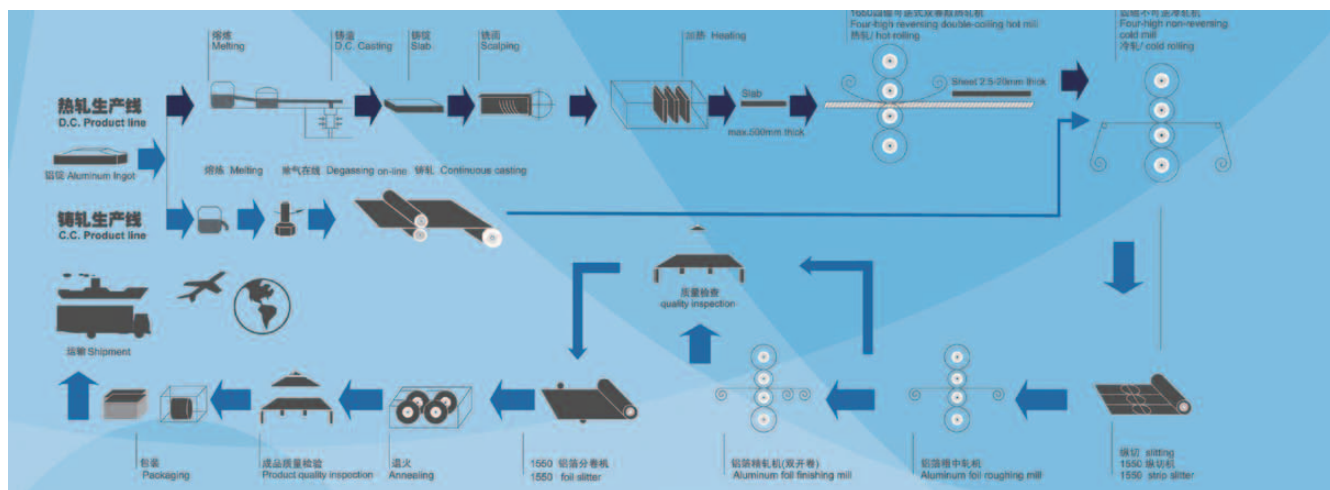 熔炼
Melting
铸造
D.C. Casting
铸锭
Slab
铣面
Scalping
加热 Heating
Four-high reversing double-coiling hot mill
热轧/ hot rolling
Four-high non-reversing
cold mill
冷轧/ cold rolling
热轧生产线
D.C. Product line
Slab
max.500mm thick
Sheet 2.5-20mm thick
铝锭 Aluminum Ingot
熔炼 Melting
Degassing on-line
铸轧 Continuous casting
铸轧生产线
C.C. Product line
质量检查
quality inspection
运输 Shipment
包装
Packaging
成品质量检验
Product quality inspection
退火
Annealing
1550 铝箔分卷机
1550 foil slitter
铝箔精轧机(双开卷)
Aluminum foil finishing mill
铝箔粗中轧机
Aluminum foil roughing mill
纵切 slitting
1550 纵切机
1550 strip slitter